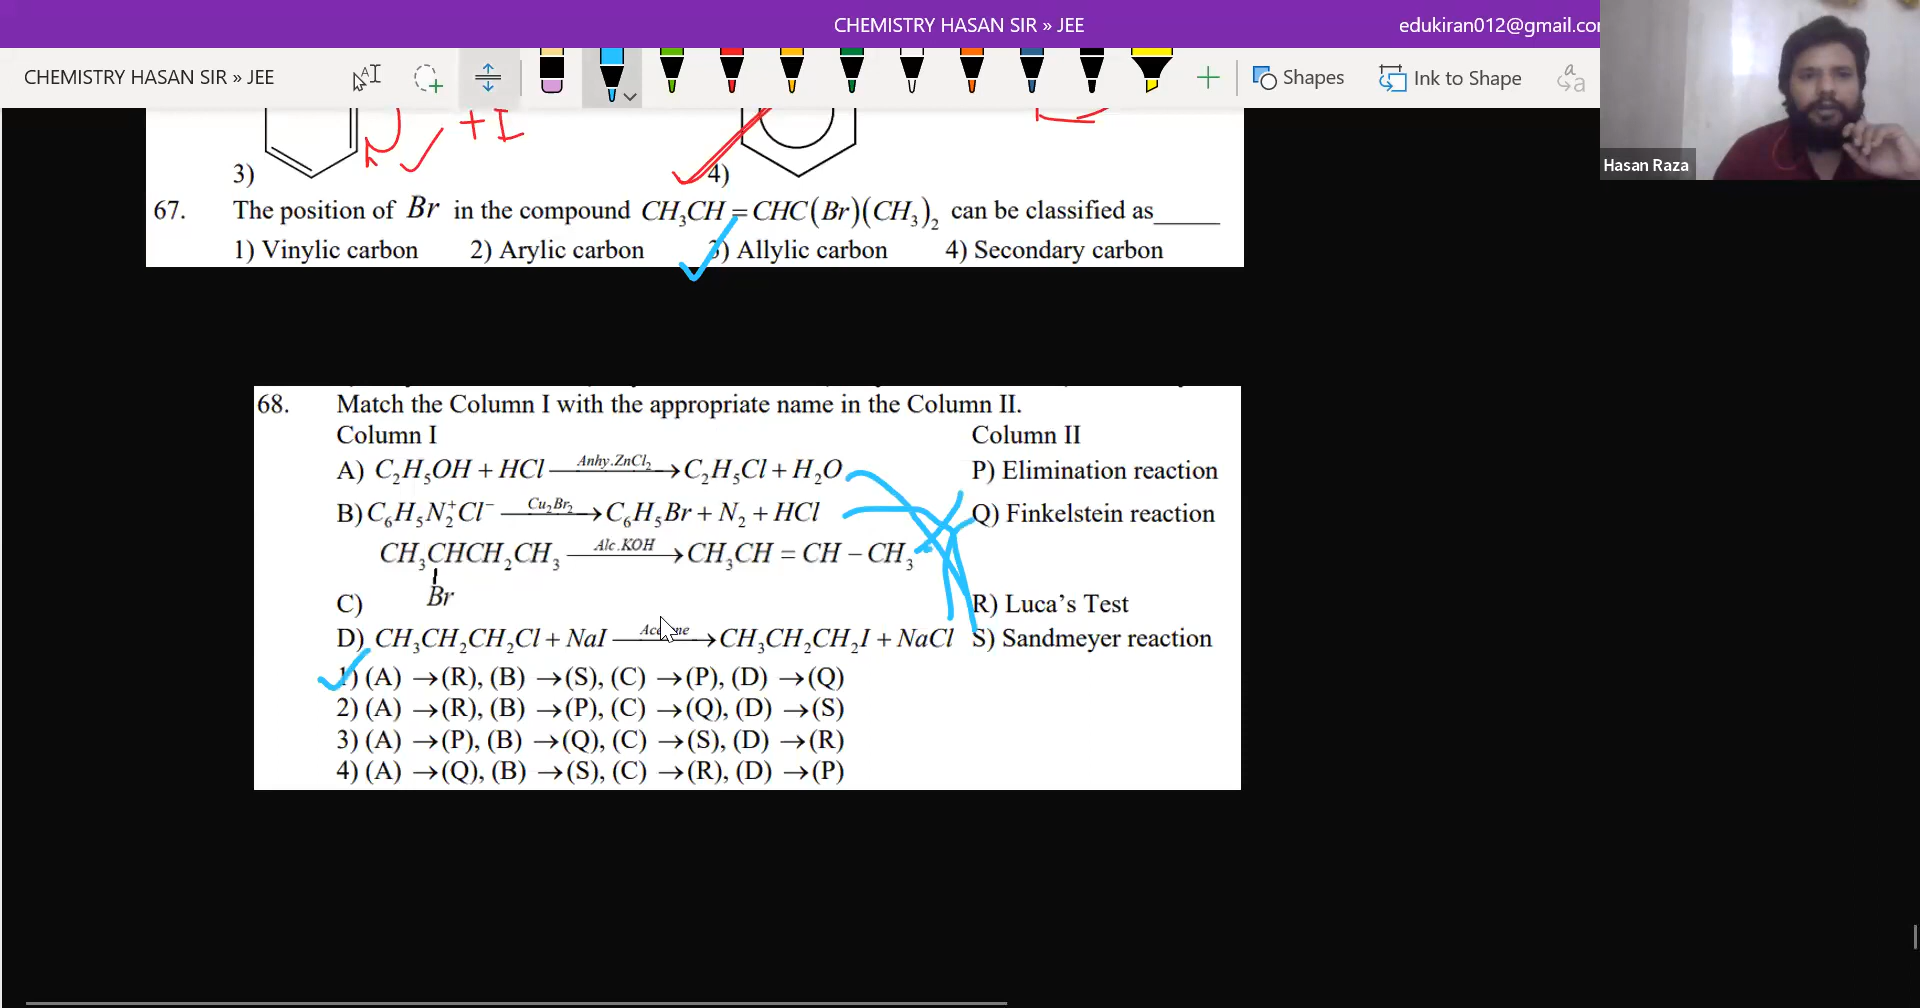 CHEMISTRY HASAN SIR » JEE
edukiran012@gmail.co
CHEMISTRY HASAN SIR » JEE
Shapes
Ink to Shape
Hasan Raza
+ I
3)
4)
67. The position of Br in the compound CH₃CH = CHC(Br)(CH₃)₂ can be classified as_____
1) Vinylic carbon 2) Arylic carbon 3) Allylic carbon 4) Secondary carbon
68. Match the Column I with the appropriate name in the Column II.
Column I Column II
A) C₂H₅OH + HCl —Anhy.ZnCl₂→ C₂H₅Cl + H₂O P) Elimination reaction
B) C₆H₅N₂⁺Cl⁻ —Cu₂Br₂→ C₆H₅Br + N₂ + HCl Q) Finkelstein reaction
CH₃CHCH₂CH₃ —Alc.KOH→ CH₃CH = CH − CH₃
Br
C) R) Luca's Test
D) CH₃CH₂CH₂Cl + NaI → CH₃CH₂CH₂I + NaCl S) Sandmeyer reaction
1) (A) →(R), (B) →(S), (C) →(P), (D) →(Q)
2) (A) →(R), (B) →(P), (C) →(Q), (D) →(S)
3) (A) →(P), (B) →(Q), (C) →(S), (D) →(R)
4) (A) →(Q), (B) →(S), (C) →(R), (D) →(P)